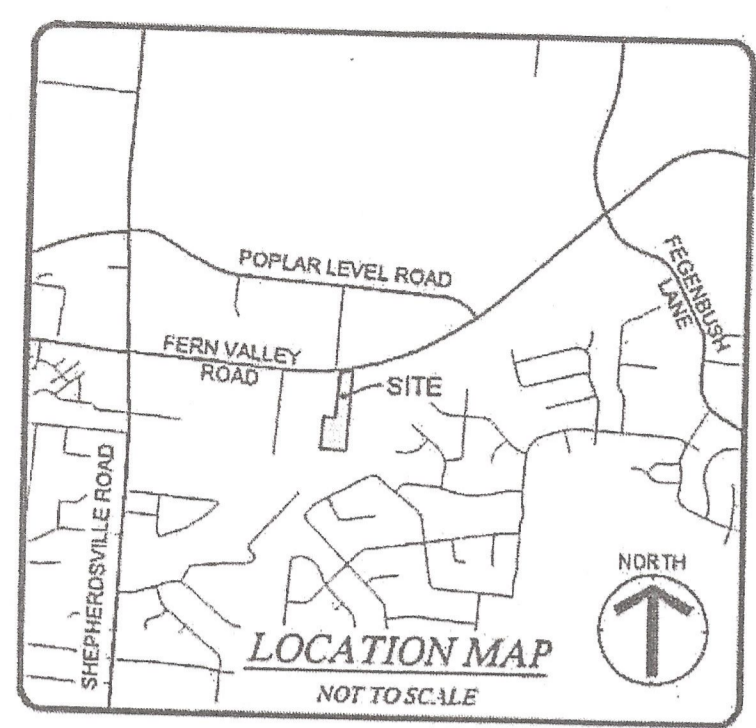 POPLAR LEVEL ROAD
FEGENBUSH
LANE
FERN VALLEY
ROAD
SITE
SHEPHERDSVILLE ROAD
NORTH
LOCATION MAP
NOT TO SCALE